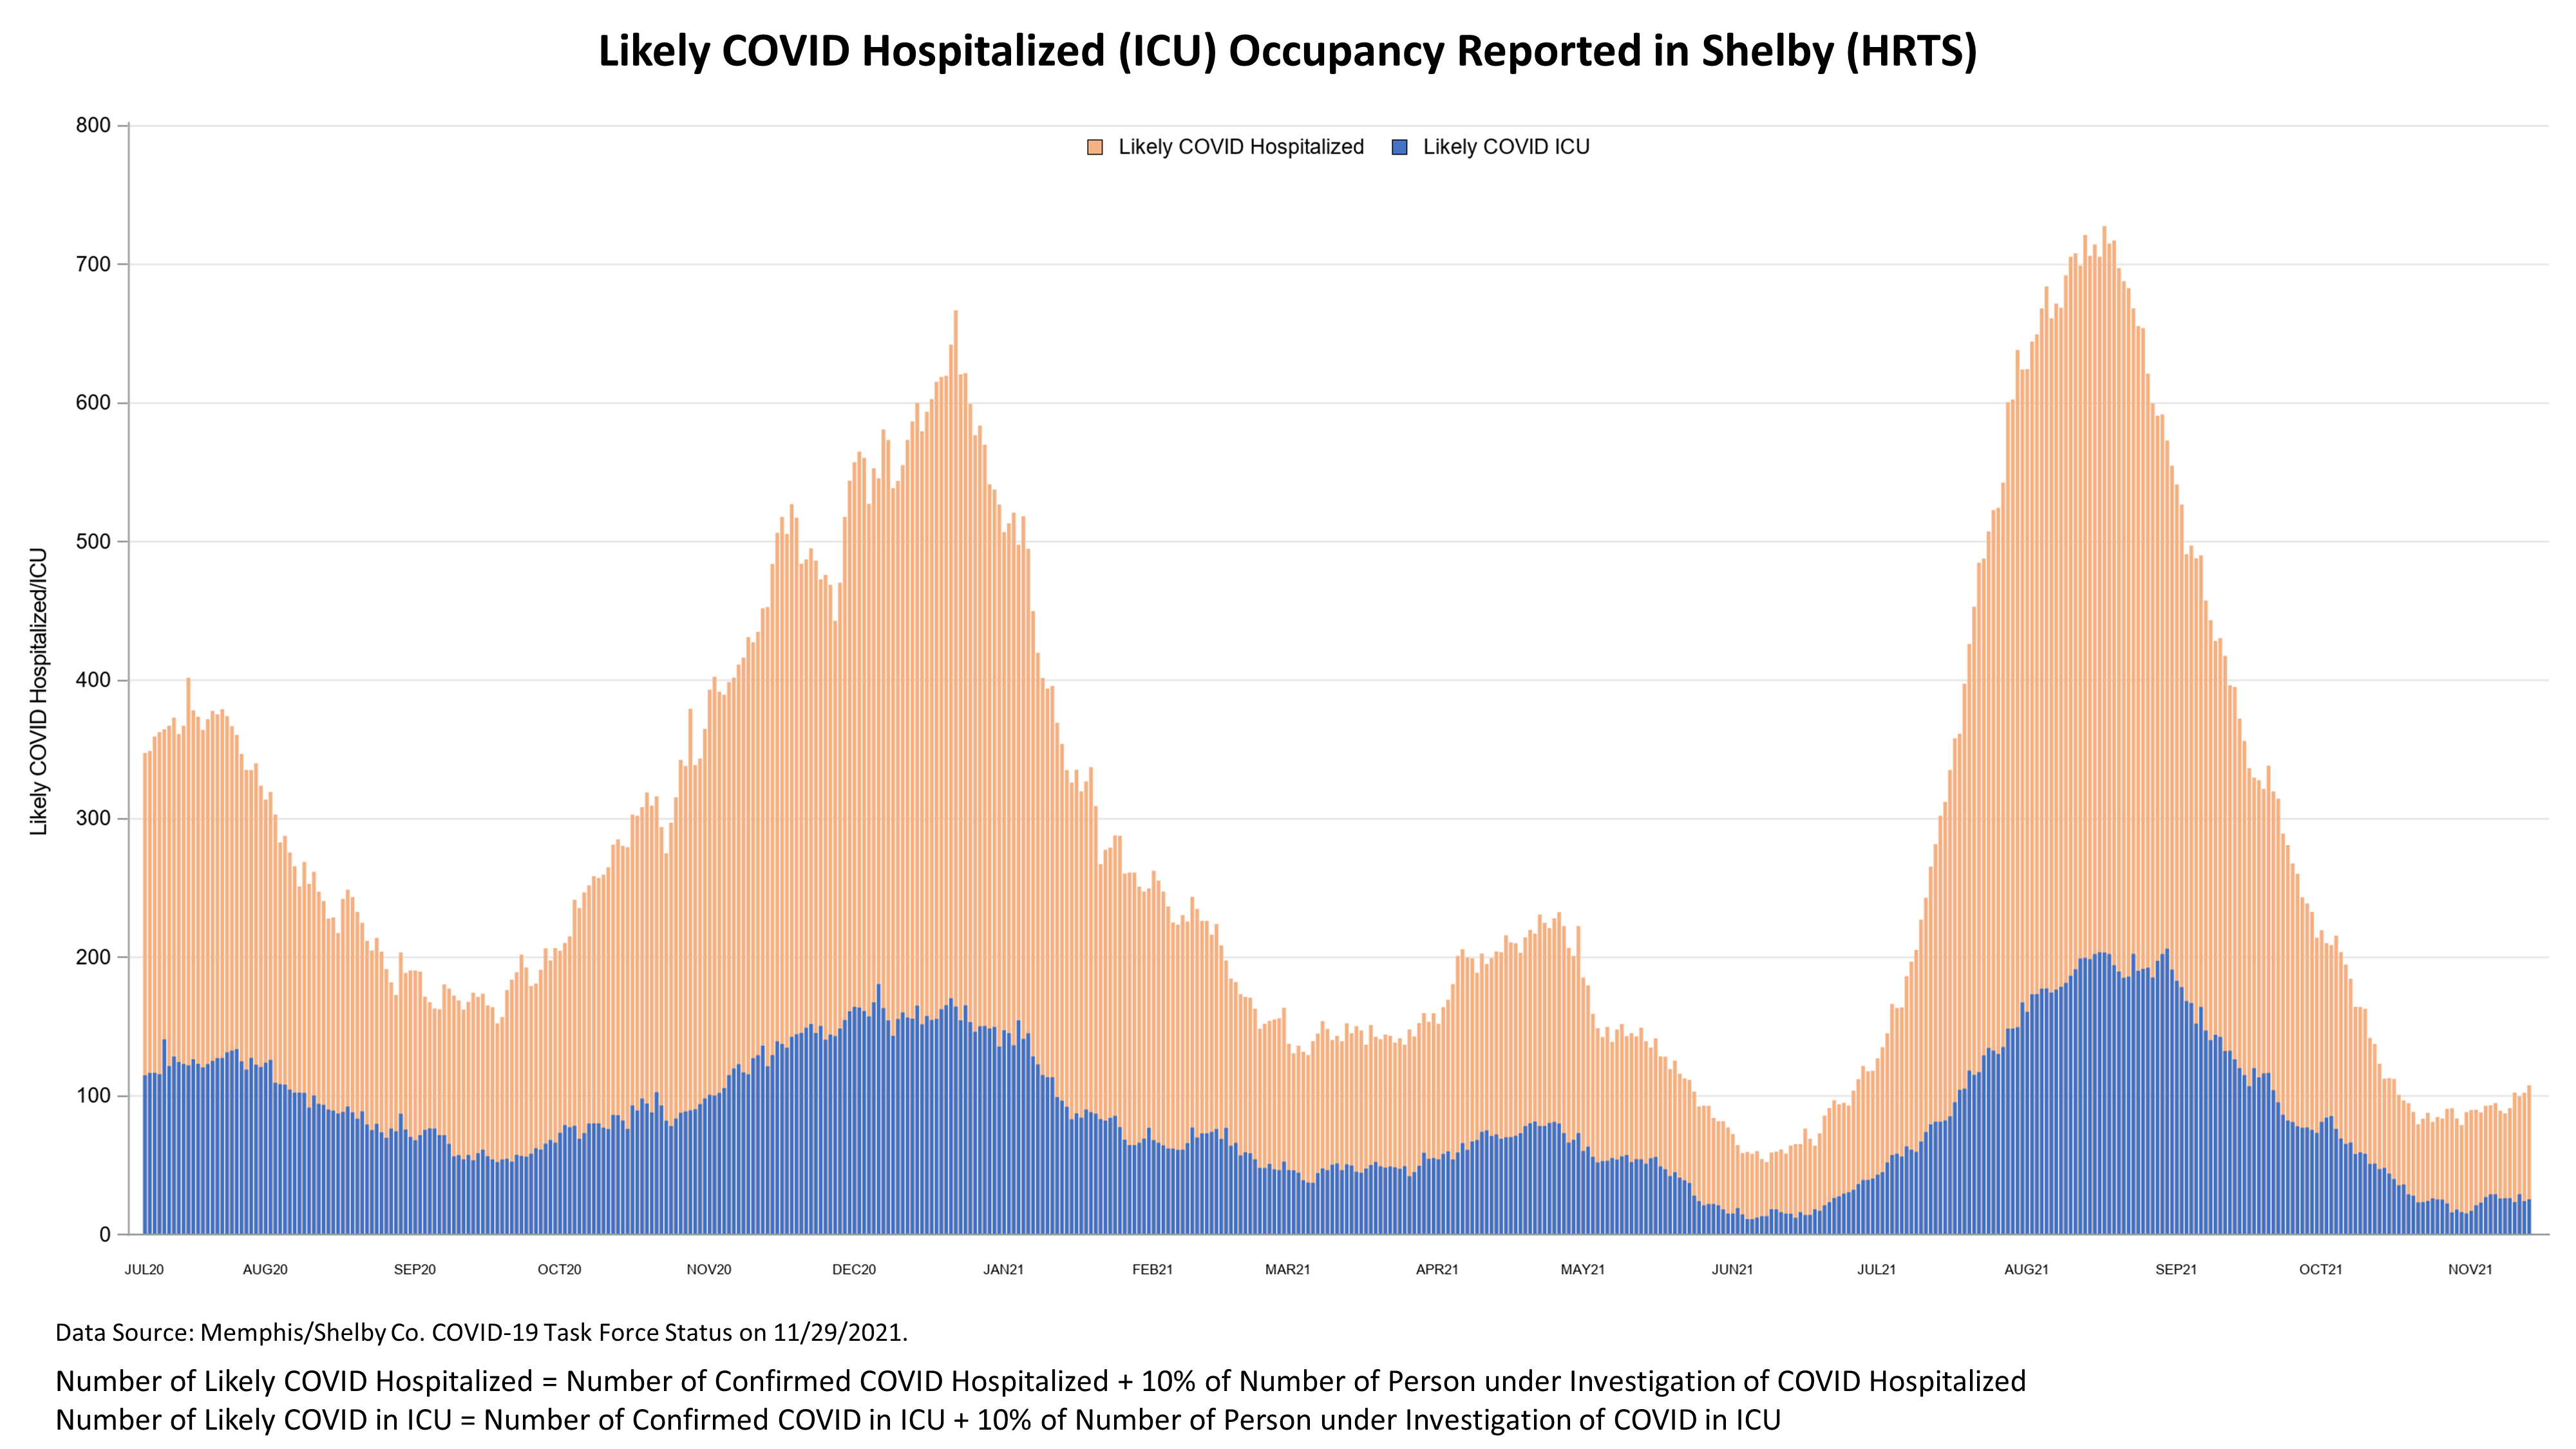 Likely COVID Hospitalized (ICU) Occupancy Reported in Shelby (HRTS)
Likely COVID Hospitalized Likely COVID ICU
Likely COVID Hospitalized/ICU
800
700
600
500
400
300
200
100
0
JUL20 AUG20 SEP20 OCT20 NOV20 DEC20 JAN21 FEB21 MAR21 APR21 MAY21 JUN21 JUL21 AUG21 SEP21 OCT21 NOV21
Data Source: Memphis/Shelby Co. COVID-19 Task Force Status on 11/29/2021.
Number of Likely COVID Hospitalized = Number of Confirmed COVID Hospitalized + 10% of Number of Person under Investigation of COVID Hospitalized
Number of Likely COVID in ICU = Number of Confirmed COVID in ICU + 10% of Number of Person under Investigation of COVID in ICU